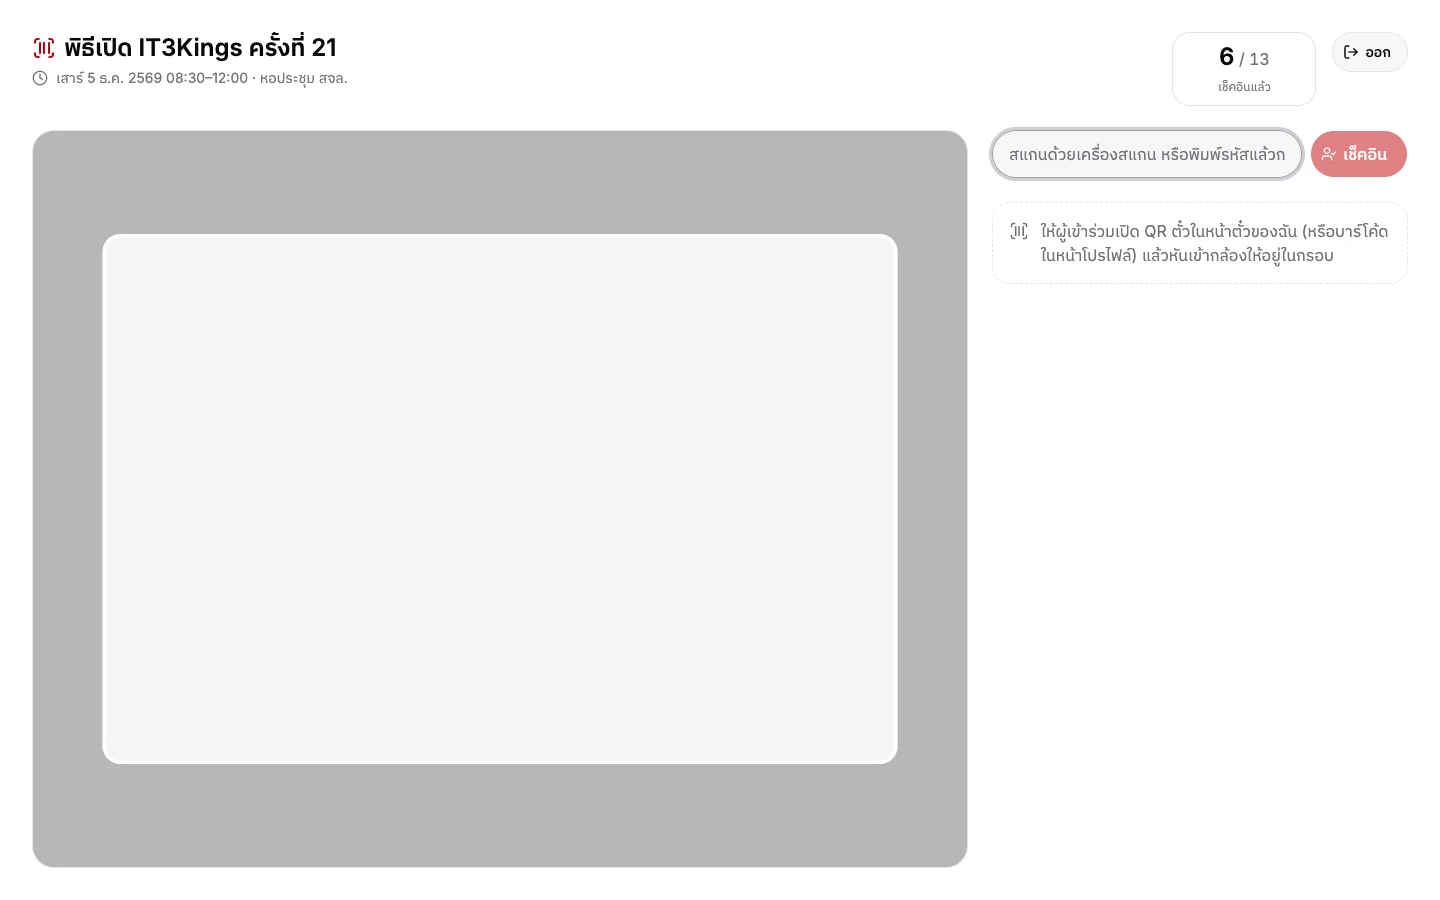 พิธีเปิด IT3Kings ครั้งที่ 21
เสาร์ 5 ธ.ค. 2569 08:30–12:00 · หอประชุม สจล.
6 / 13
เช็คอินแล้ว
ออก
สแกนด้วยเครื่องสแกน หรือพิมพ์รหัสแล้วก
เช็คอิน
ให้ผู้เข้าร่วมเปิด QR ตั๋วในหน้าตั๋วของฉัน (หรือบาร์โค้ด
ในหน้าโปรไฟล์) แล้วหันเข้ากล้องให้อยู่ในกรอบ